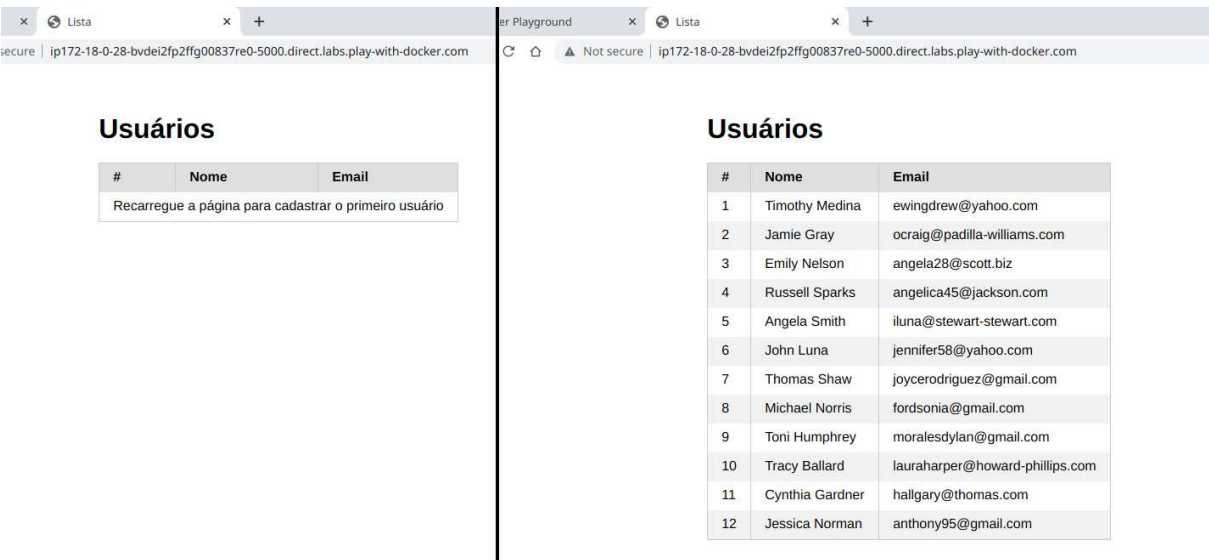 Lista
secure | ip172-18-0-28-bvdei2fp2ffg00837re0-5000.direct.labs.play-with-docker.com
Usuários
# Nome Email
Recarregue a página para cadastrar o primeiro usuário
er Playground Lista
Not secure | ip172-18-0-28-bvdei2fp2ffg00837re0-5000.direct.labs.play-with-docker.com
Usuários
# Nome Email
1 Timothy Medina ewingdrew@yahoo.com
2 Jamie Gray ocraig@padilla-williams.com
3 Emily Nelson angela28@scott.biz
4 Russell Sparks angelica45@jackson.com
5 Angela Smith iluna@stewart-stewart.com
6 John Luna jennifer58@yahoo.com
7 Thomas Shaw joycerodriguez@gmail.com
8 Michael Norris fordsonia@gmail.com
9 Toni Humphrey moralesdylan@gmail.com
10 Tracy Ballard lauraharper@howard-phillips.com
11 Cynthia Gardner hallgary@thomas.com
12 Jessica Norman anthony95@gmail.com